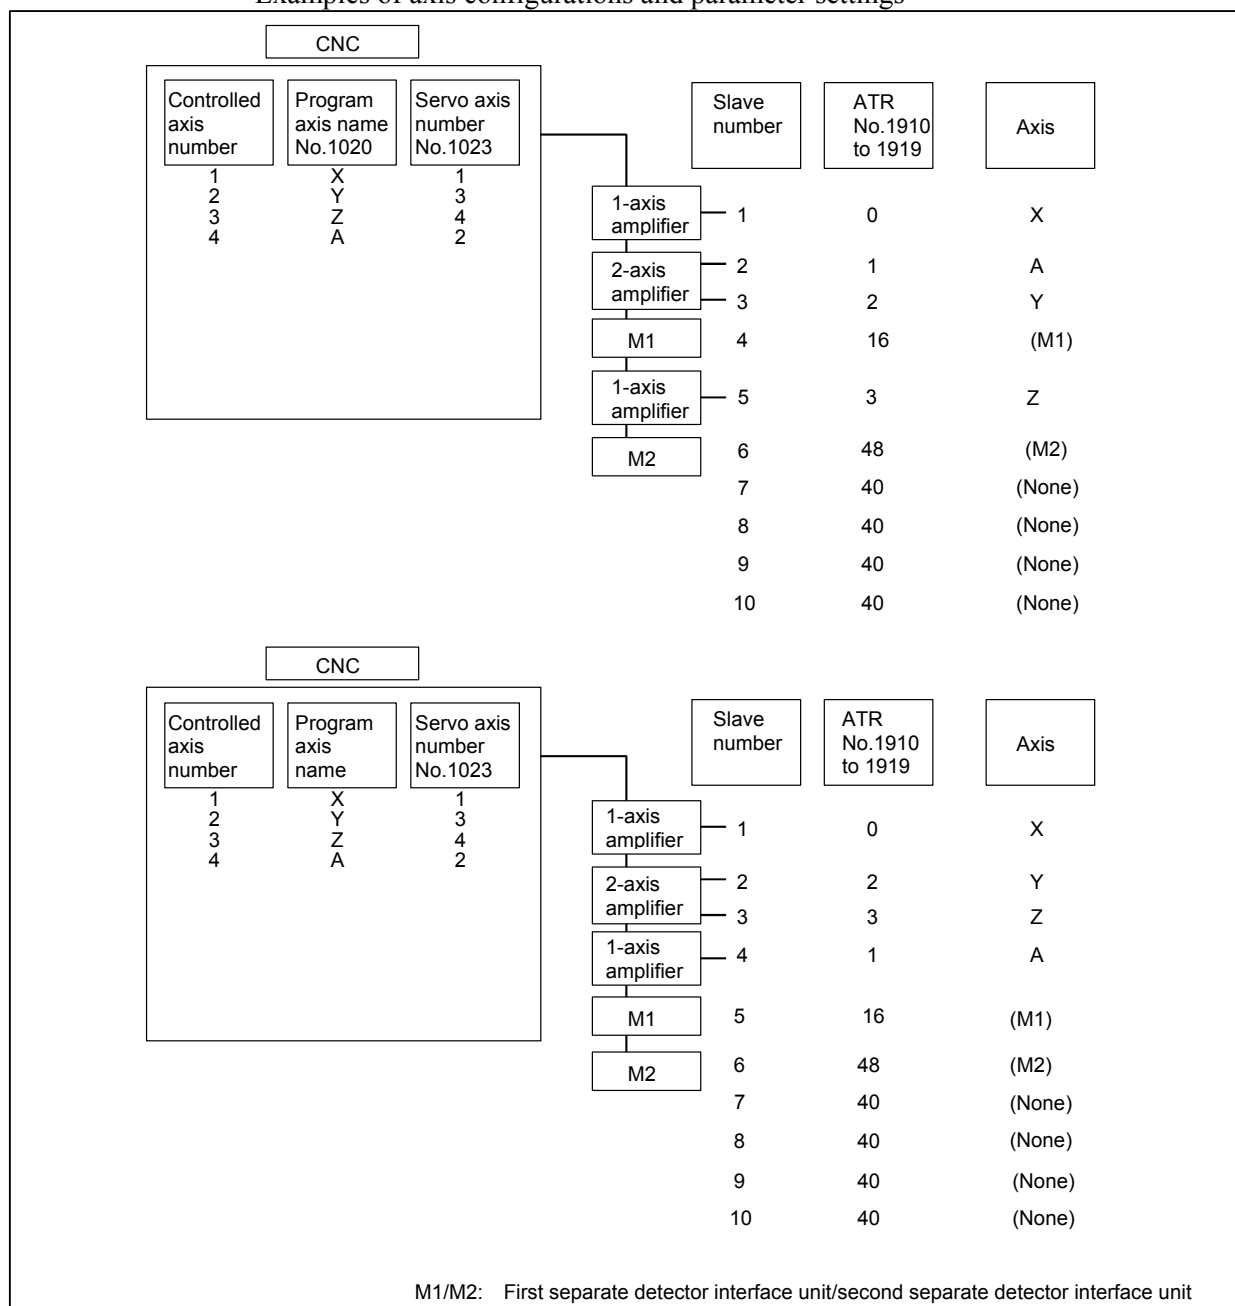 Examples of axis configurations and parameter settings
CNC
Controlled axis number
Program axis name No.1020
Servo axis number No.1023
1 X 1
2 Y 3
3 Z 4
4 A 2
Slave number
ATR No.1910 to 1919
Axis
1-axis amplifier
1 0 X
2-axis amplifier
2 1 A
3 2 Y
M1
4 16 (M1)
1-axis amplifier
5 3 Z
M2
6 48 (M2)
7 40 (None)
8 40 (None)
9 40 (None)
10 40 (None)
CNC
Controlled axis number
Program axis name
Servo axis number No.1023
1 X 1
2 Y 3
3 Z 4
4 A 2
Slave number
ATR No.1910 to 1919
Axis
1-axis amplifier
1 0 X
2-axis amplifier
2 2 Y
3 3 Z
1-axis amplifier
4 1 A
M1
5 16 (M1)
M2
6 48 (M2)
7 40 (None)
8 40 (None)
9 40 (None)
10 40 (None)
M1/M2: First separate detector interface unit/second separate detector interface unit